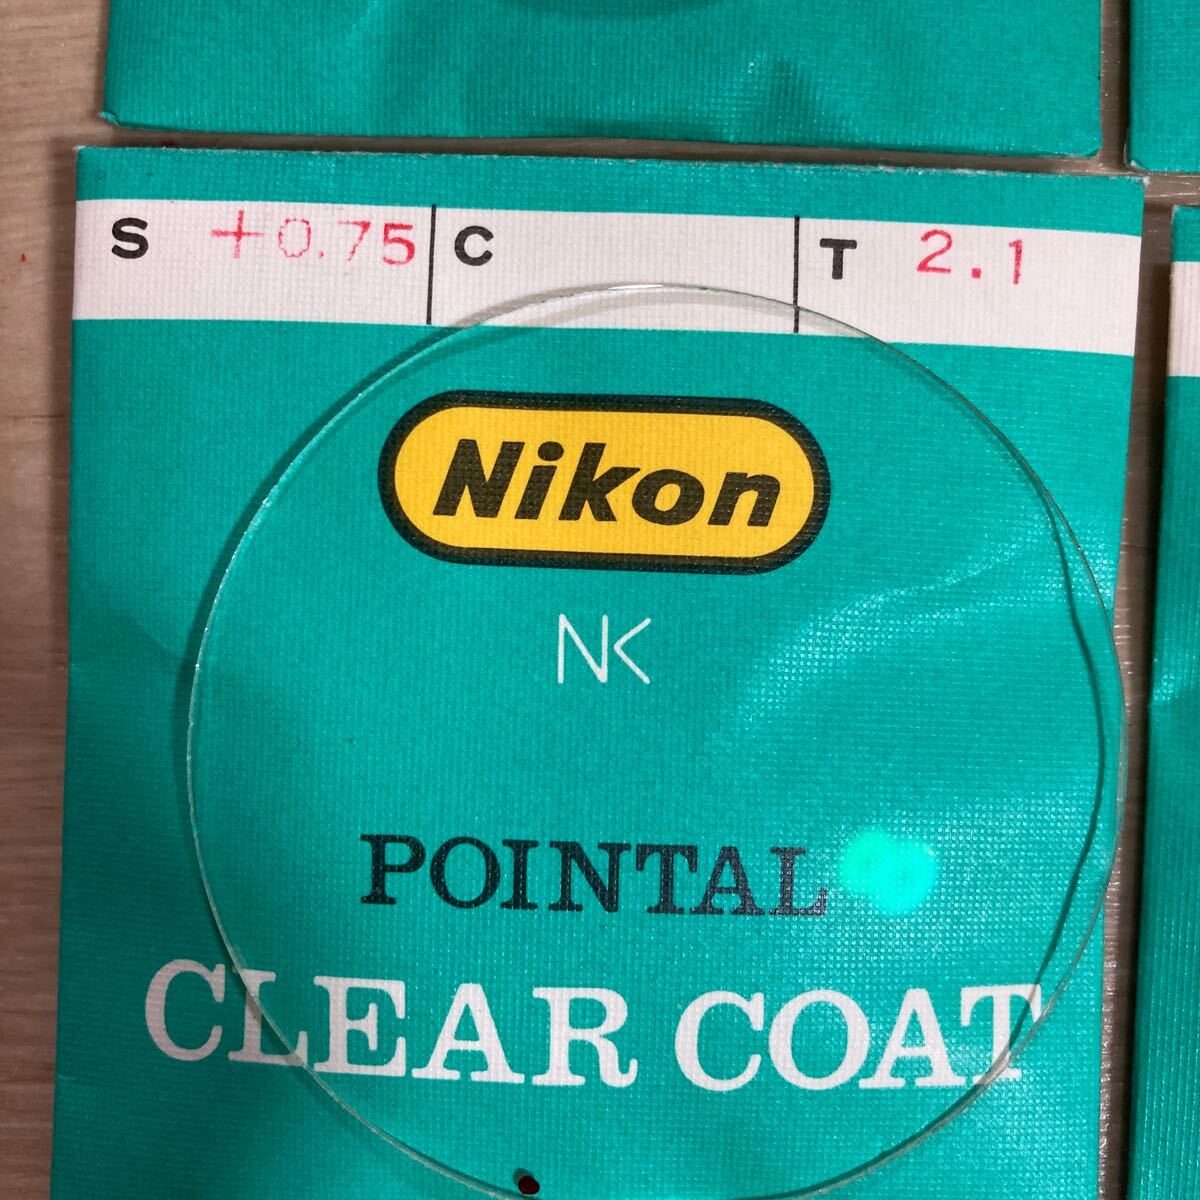 S +0.75 C T 2.1
Nikon
NK
POINTAL
CLEAR COAT